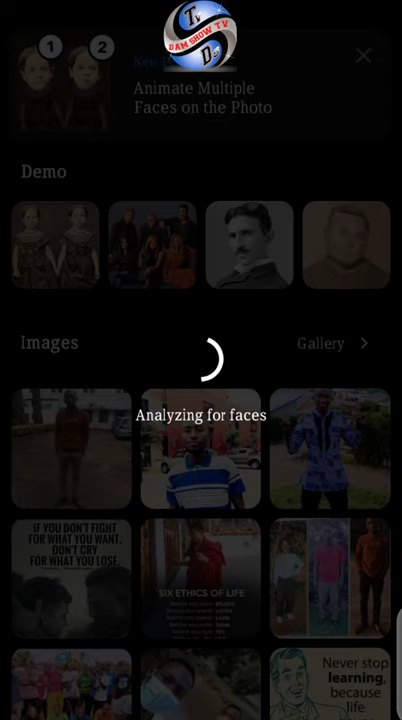 Tv
DAM SHOW TV
Ds
1 2
Animate Multiple
Faces on the Photo
Demo
Images
Gallery
Analyzing for faces
IF YOU DON'T FIGHT
FOR WHAT YOU WANT.
DON'T CRY
FOR WHAT YOU LOSE.
SIX ETHICS OF LIFE
Never stop
learning,
because
life